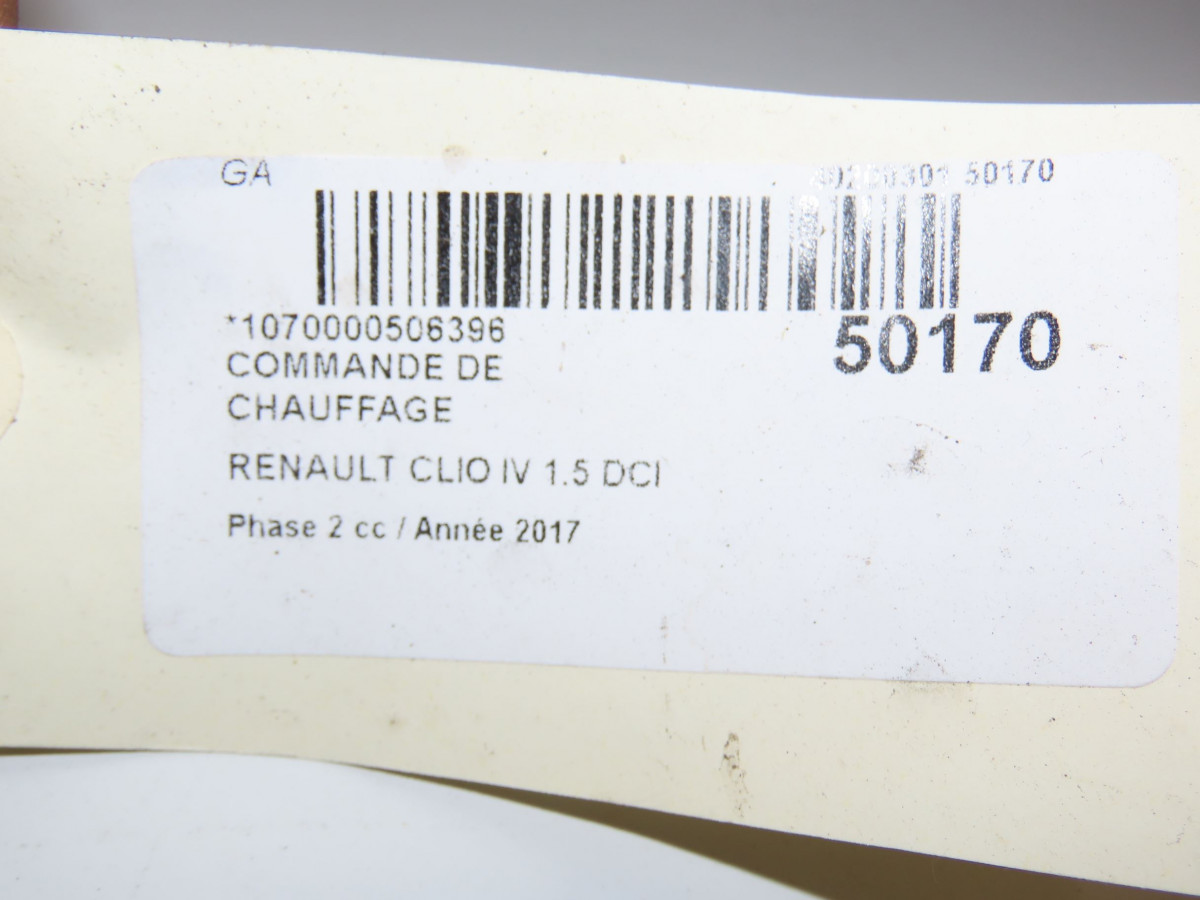 GA
50170
*1070000506396
50170
COMMANDE DE
CHAUFFAGE
RENAULT CLIO IV 1.5 DCI
Phase 2 cc / Année 2017